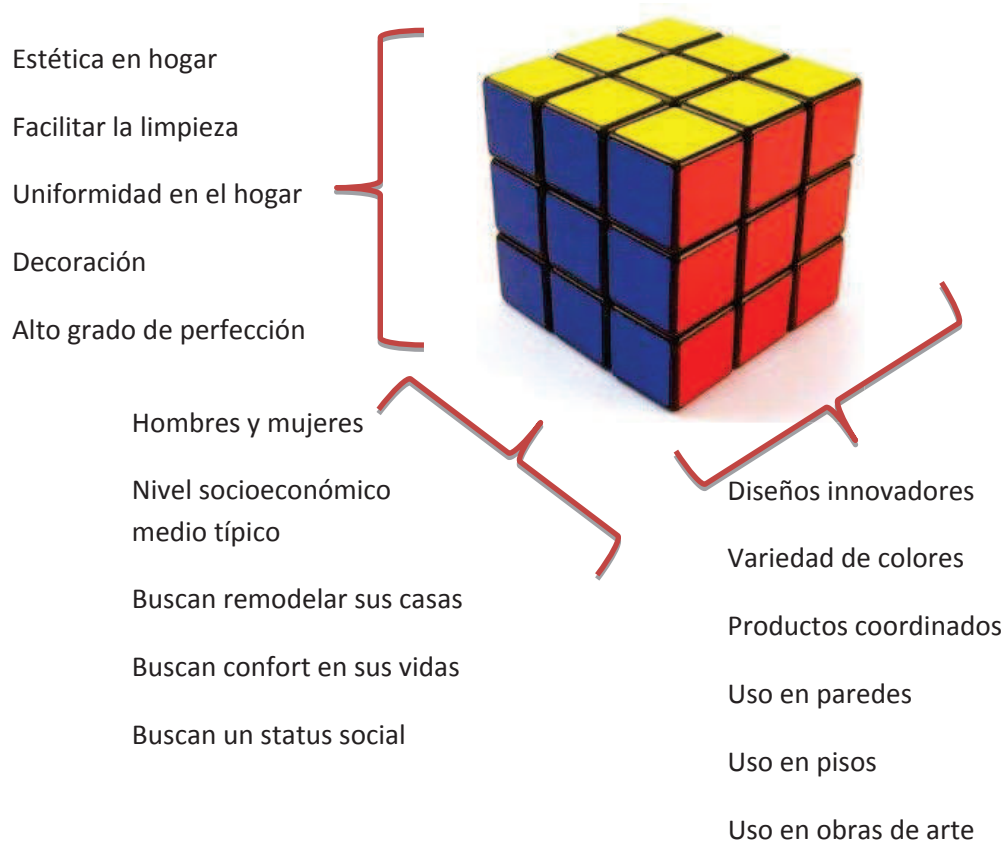 Estética en hogar
Facilitar la limpieza
Uniformidad en el hogar
Decoración
Alto grado de perfección
Hombres y mujeres
Nivel socioeconómico
medio típico
Buscan remodelar sus casas
Buscan confort en sus vidas
Buscan un status social
Diseños innovadores
Variedad de colores
Productos coordinados
Uso en paredes
Uso en pisos
Uso en obras de arte